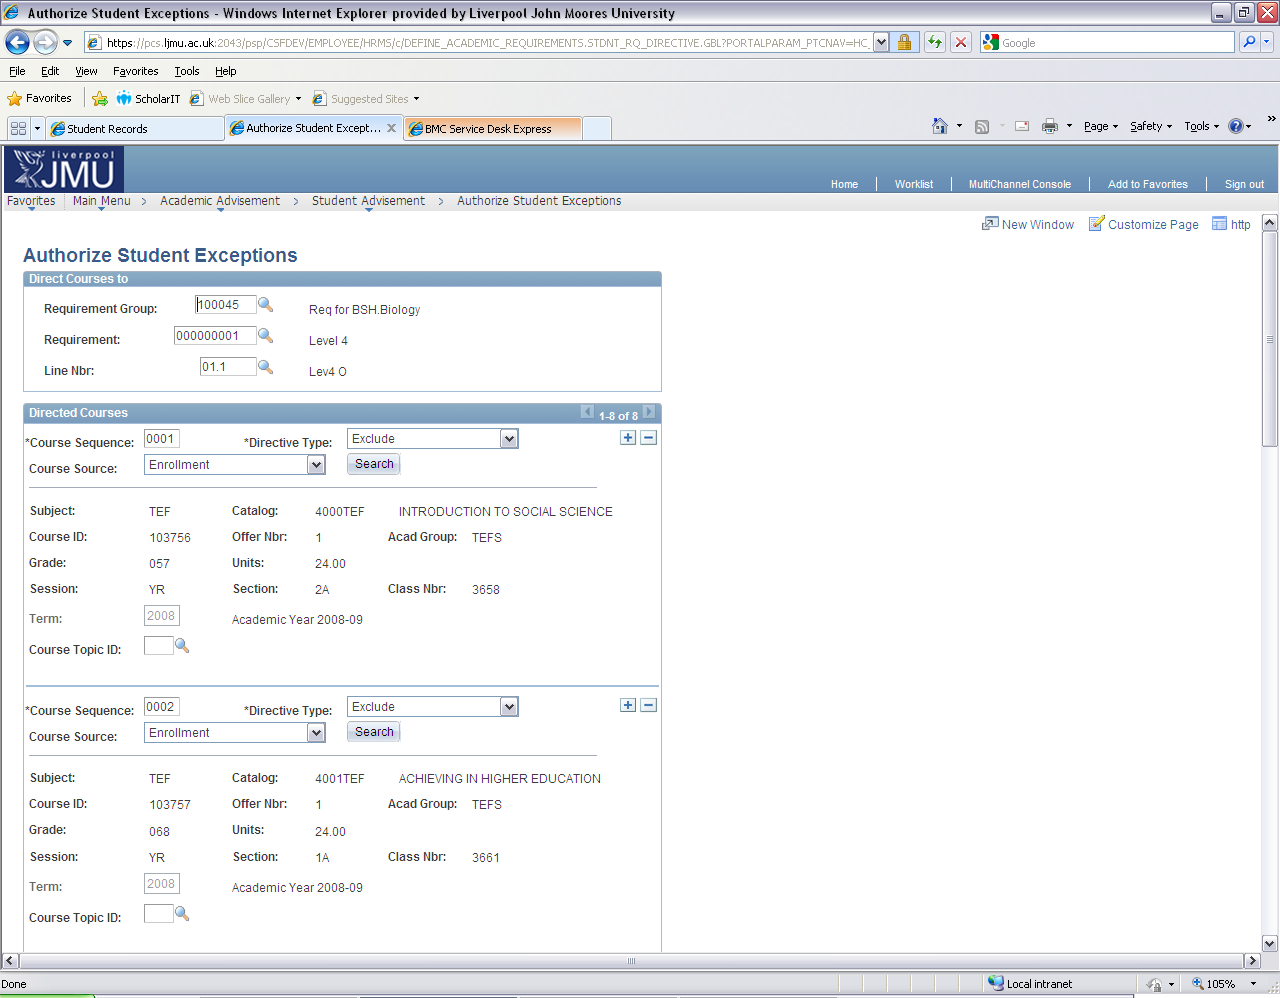 Authorize Student Exceptions - Windows Internet Explorer provided by Liverpool John Moores University
https://pcs.ljmu.ac.uk:2043/psp/CSFDEV/EMPLOYEE/HRMS/c/DEFINE_ACADEMIC_REQUIREMENTS.STDNT_RQ_DIRECTIVE.GBL?PORTALPARAM_PTCNAV=HC_ Google
File Edit View Favorites Tools Help
Favorites ScholarIT Web Slice Gallery Suggested Sites
Student Records Authorize Student Except... BMC Service Desk Express Page Safety Tools
liverpool
JMU
Home Worklist MultiChannel Console Add to Favorites Sign out
Favorites Main Menu > Academic Advisement > Student Advisement > Authorize Student Exceptions
New Window Customize Page http
Authorize Student Exceptions
Direct Courses to
Requirement Group: 100045 Req for BSH.Biology
Requirement: 000000001 Level 4
Line Nbr: 01.1 Lev4 O
Directed Courses 1-8 of 8
*Course Sequence: 0001 *Directive Type: Exclude
Course Source: Enrollment Search
Subject: TEF Catalog: 4000TEF INTRODUCTION TO SOCIAL SCIENCE
Course ID: 103756 Offer Nbr: 1 Acad Group: TEFS
Grade: 057 Units: 24.00
Session: YR Section: 2A Class Nbr: 3658
Term: 2008 Academic Year 2008-09
Course Topic ID:
*Course Sequence: 0002 *Directive Type: Exclude
Course Source: Enrollment Search
Subject: TEF Catalog: 4001TEF ACHIEVING IN HIGHER EDUCATION
Course ID: 103757 Offer Nbr: 1 Acad Group: TEFS
Grade: 068 Units: 24.00
Session: YR Section: 1A Class Nbr: 3661
Term: 2008 Academic Year 2008-09
Course Topic ID:
Done Local intranet 105%